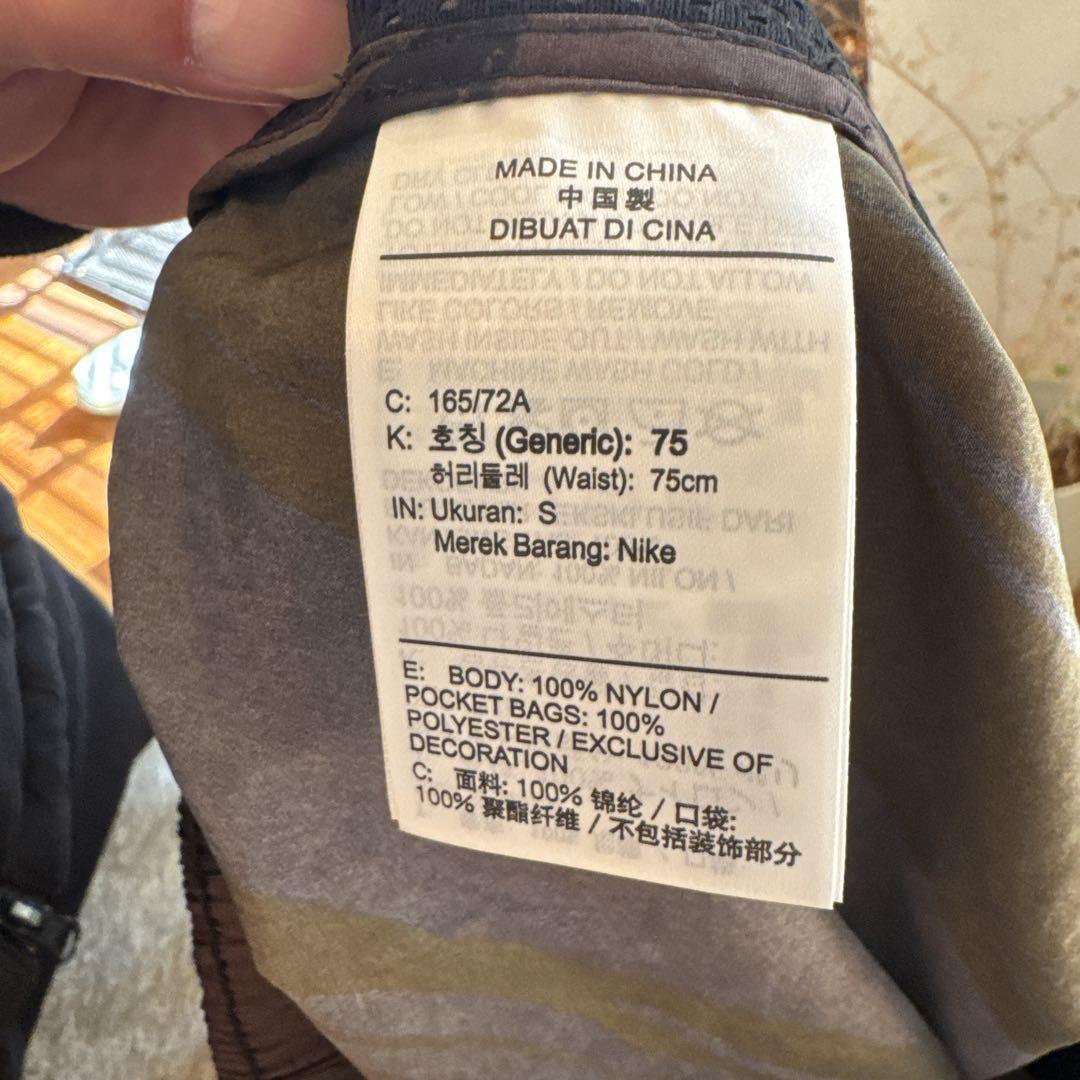 MADE IN CHINA
中国製
DIBUAT DI CINA
C: 165/72A
K: 호칭 (Generic): 75
허리둘레 (Waist): 75cm
IN: Ukuran: S
Merek Barang: Nike
E: BODY: 100% NYLON /
POCKET BAGS: 100%
POLYESTER / EXCLUSIVE OF
DECORATION
C: 面料: 100% 锦纶 / 口袋:
100% 聚酯纤维 / 不包括装饰部分